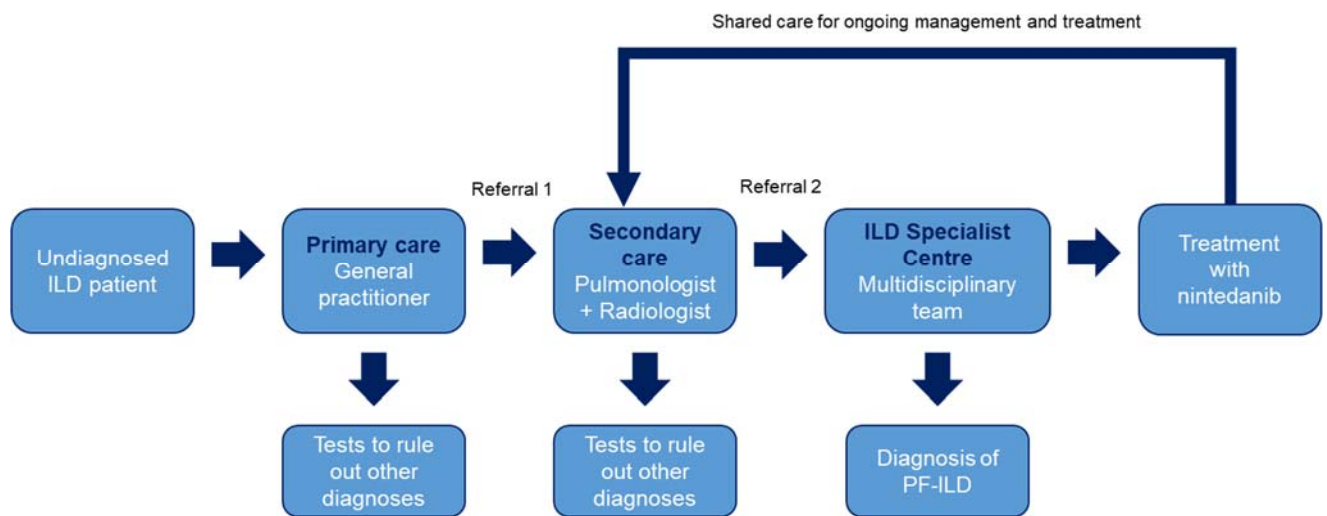 Shared care for ongoing management and treatment
Referral 1
Referral 2
Undiagnosed
ILD patient
Primary care
General
practitioner
Secondary
care
Pulmonologist
+ Radiologist
ILD Specialist
Centre
Multidisciplinary
team
Treatment
with
nintedanib
Tests to rule
out other
diagnoses
Tests to rule
out other
diagnoses
Diagnosis of
PF-ILD